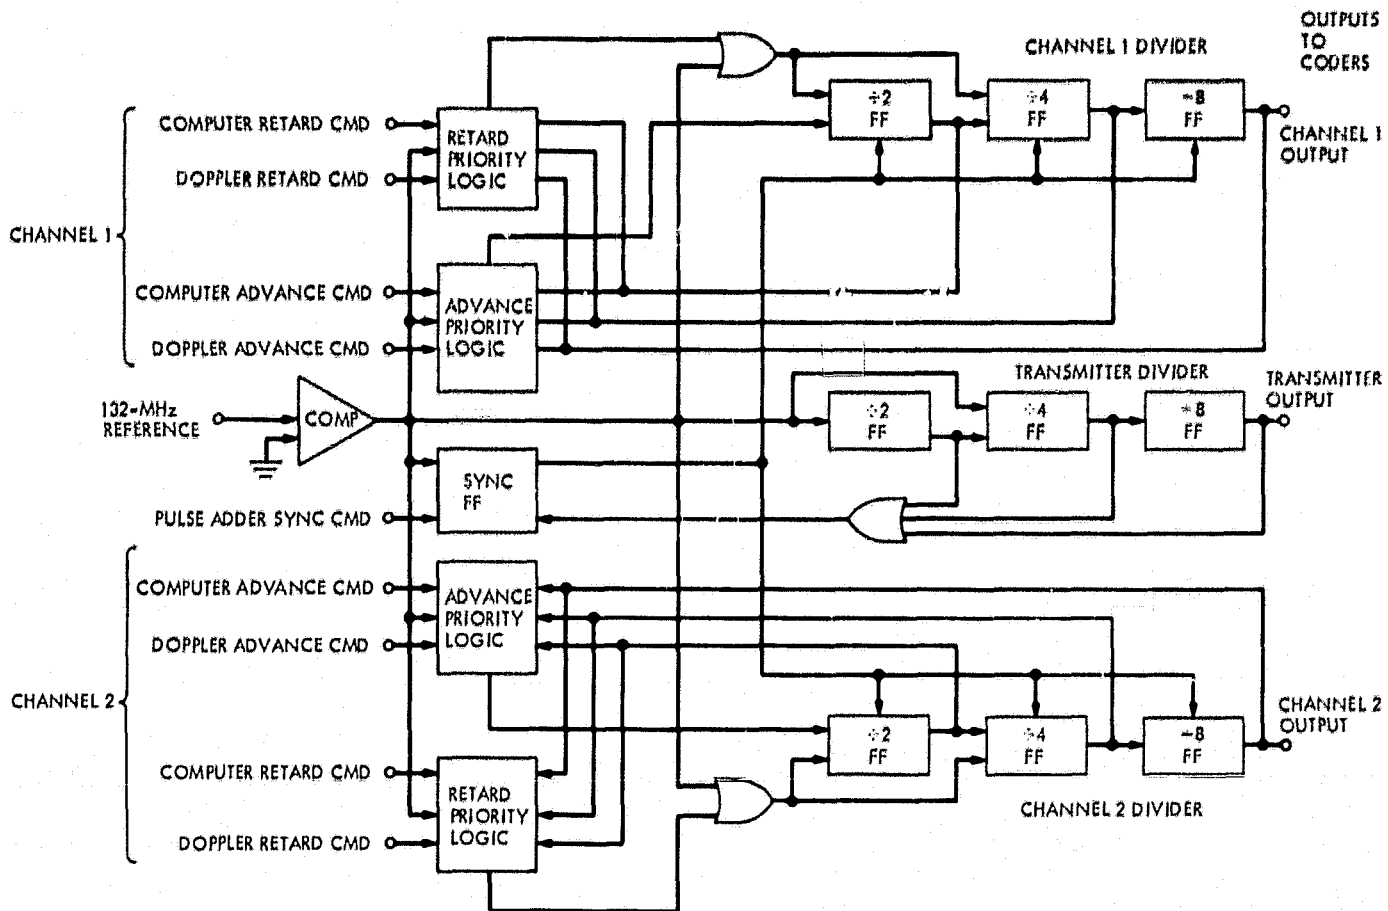 OUTPUTS
TO
CODERS
CHANNEL 1 DIVIDER
÷2
FF
÷4
FF
÷8
FF
CHANNEL 1
OUTPUT
CHANNEL 1
COMPUTER RETARD CMD
DOPPLER RETARD CMD
RETARD
PRIORITY
LOGIC
COMPUTER ADVANCE CMD
DOPPLER ADVANCE CMD
ADVANCE
PRIORITY
LOGIC
132-MHz
REFERENCE
COMP
TRANSMITTER DIVIDER
÷2
FF
÷4
FF
÷8
FF
TRANSMITTER
OUTPUT
PULSE ADDER SYNC CMD
SYNC
FF
CHANNEL 2
COMPUTER ADVANCE CMD
DOPPLER ADVANCE CMD
ADVANCE
PRIORITY
LOGIC
COMPUTER RETARD CMD
DOPPLER RETARD CMD
RETARD
PRIORITY
LOGIC
÷2
FF
÷4
FF
÷8
FF
CHANNEL 2
OUTPUT
CHANNEL 2 DIVIDER